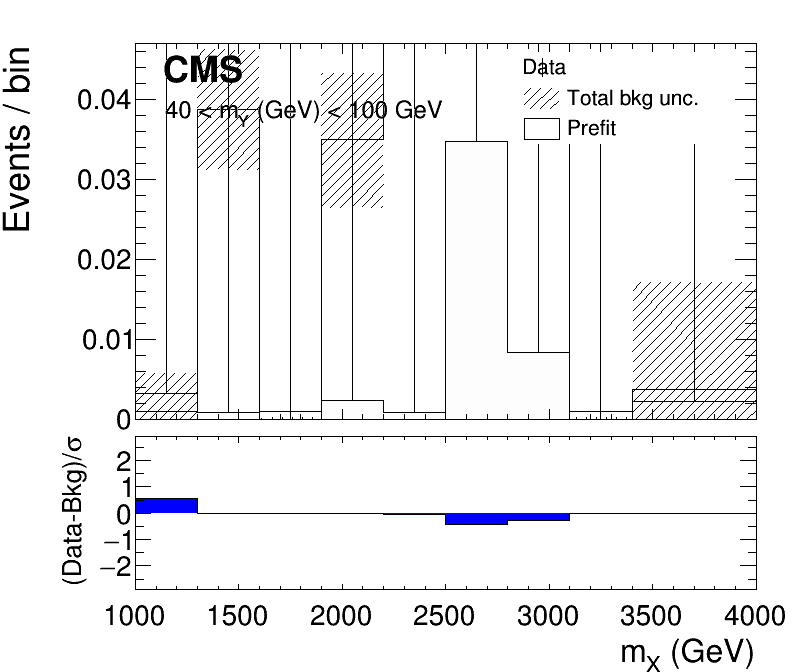 CMS
Data
Total bkg unc.
40 < m_Y (GeV) < 100 GeV
Prefit
Events / bin
0.04
0.03
0.02
0.01
0
(Data-Bkg)/σ
2
1
0
−1
−2
1000 1500 2000 2500 3000 3500 4000
m_X (GeV)